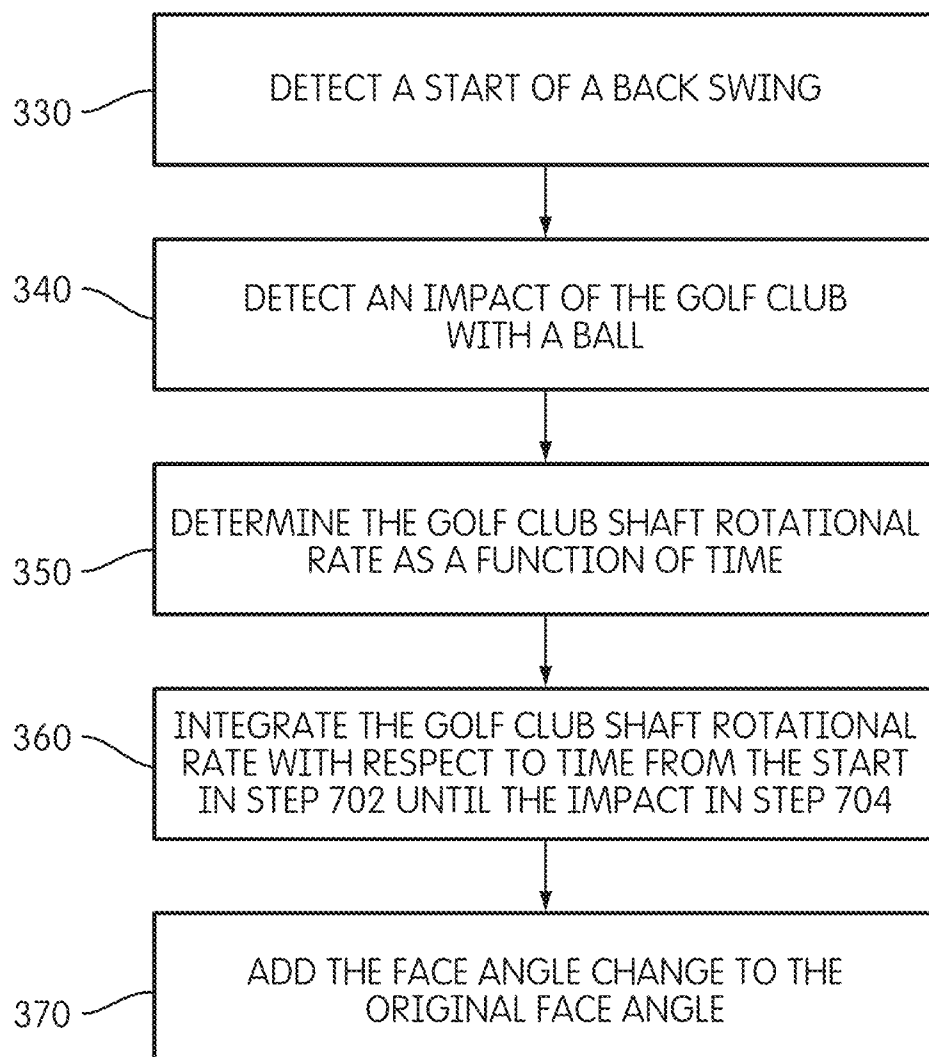 330
DETECT A START OF A BACK SWING
340
DETECT AN IMPACT OF THE GOLF CLUB
WITH A BALL
350
DETERMINE THE GOLF CLUB SHAFT ROTATIONAL
RATE AS A FUNCTION OF TIME
360
INTEGRATE THE GOLF CLUB SHAFT ROTATIONAL
RATE WITH RESPECT TO TIME FROM THE START
IN STEP 702 UNTIL THE IMPACT IN STEP 704
370
ADD THE FACE ANGLE CHANGE TO THE
ORIGINAL FACE ANGLE